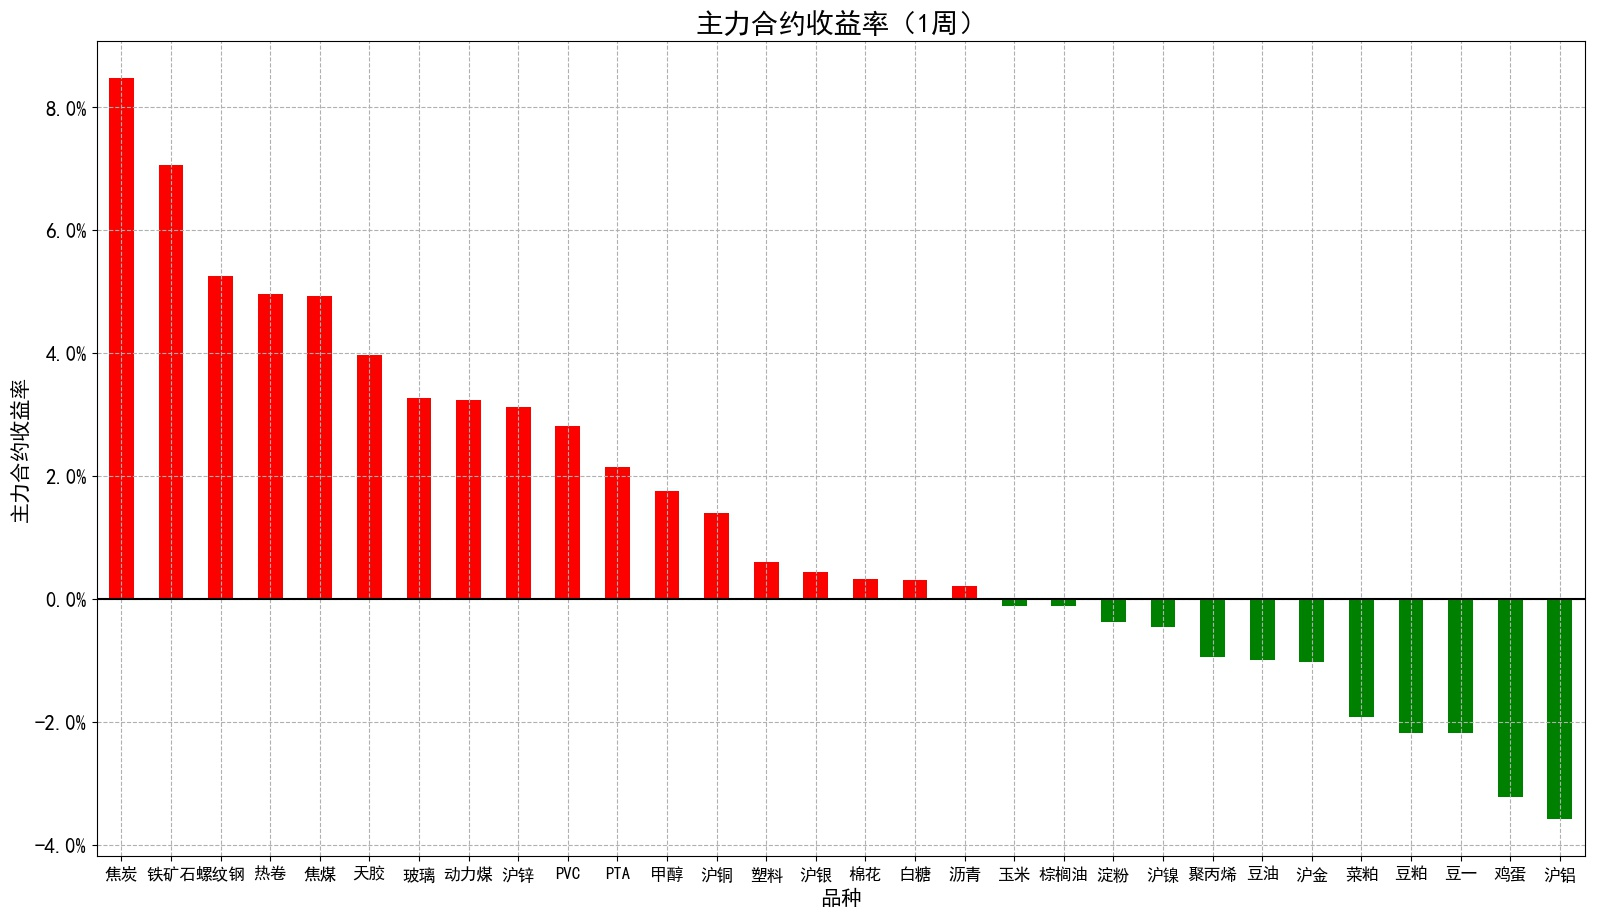 主力合约收益率（1周）
主力合约收益率
8.0%
6.0%
4.0%
2.0%
0.0%
−2.0%
−4.0%
焦炭 铁矿石 螺纹钢 热卷 焦煤 天胶 玻璃 动力煤 沪锌 PVC PTA 甲醇 沪铜 塑料 沪银 棉花 白糖 沥青 玉米 棕榈油 淀粉 沪镍 聚丙烯 豆油 沪金 菜粕 豆粕 豆一 鸡蛋 沪铝
品种